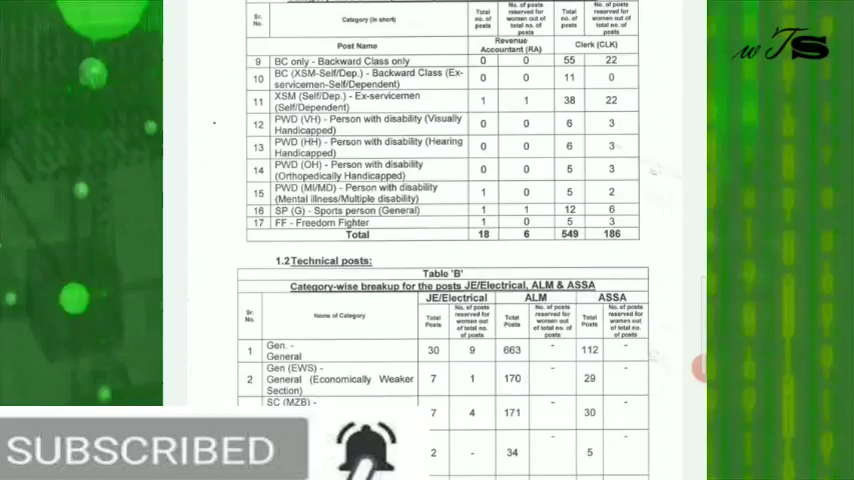 Sr. No. Category (in short) Total no. of posts No. of posts reserved for women out of total no. of posts Total no. of posts No. of posts reserved for women out of total no. of posts
Post Name Revenue Accountant (RA) Clerk (CLK)
9 BC only - Backward Class only 0 0 55 22
10 BC (XSM-Self/Dep.) - Backward Class (Ex-servicemen-Self/Dependent) 0 0 11 0
11 XSM (Self/Dep.) - Ex-servicemen (Self/Dependent) 1 1 38 22
12 PWD (VH) - Person with disability (Visually Handicapped) 0 0 6 3
13 PWD (HH) - Person with disability (Hearing Handicapped) 0 0 6 3
14 PWD (OH) - Person with disability (Orthopedically Handicapped) 0 0 5 3
15 PWD (MI/MD) - Person with disability (Mental illness/Multiple disability) 1 0 5 2
16 SP (G) - Sports person (General) 1 1 12 6
17 FF - Freedom Fighter 1 0 5 3
Total 18 6 549 186
1.2 Technical posts:
Table 'B'
Category-wise breakup for the posts JE/Electrical, ALM & ASSA
JE/Electrical ALM ASSA
Sr. No. Name of Category Total Posts No. of posts reserved for women out of total no. of posts Total Posts No. of posts reserved for women out of total no. of posts Total Posts No. of posts reserved for women out of total no. of posts
1 Gen. - General 30 9 663 - 112 -
2 Gen (EWS) - General (Economically Weaker Section) 7 1 170 - 29 -
SC (MZB) - 7 4 171 - 30 -
2 - 34 - 5 -
SUBSCRIBED
wTS